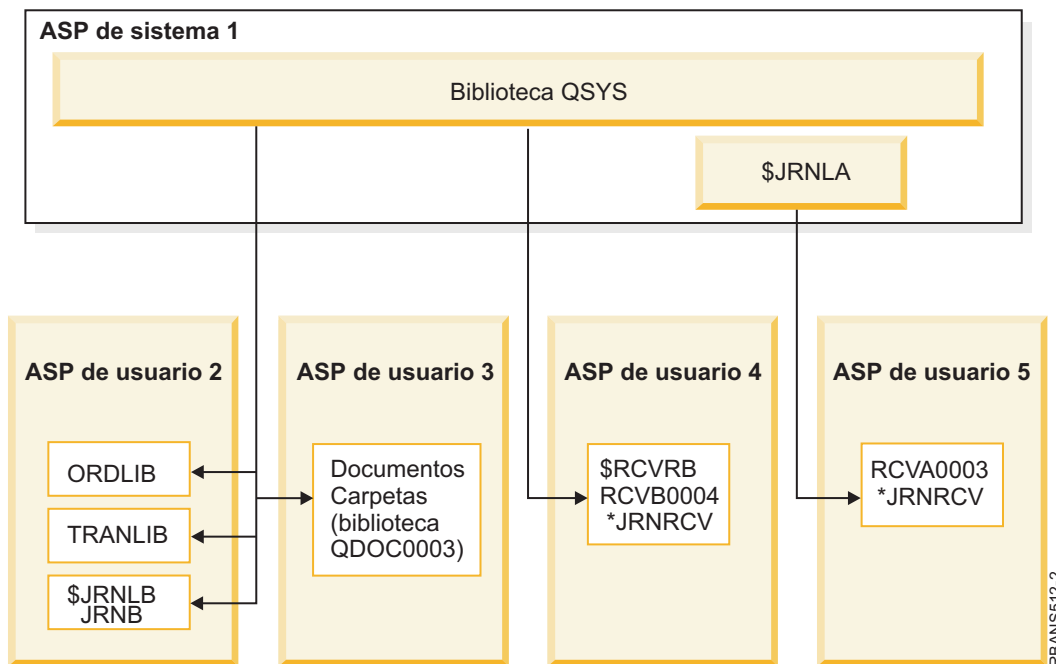 ASP de sistema 1
Biblioteca QSYS
$JRNLA
ASP de usuario 2
ORDLIB
TRANLIB
$JRNLB
JRNB
ASP de usuario 3
Documentos
Carpetas
(biblioteca
QDOC0003)
ASP de usuario 4
$RCVRB
RCVB0004
*JRNRCV
ASP de usuario 5
RCVA0003
*JRNRCV